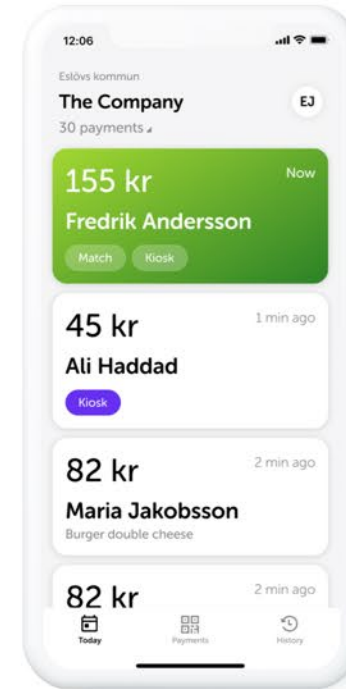 12:06
Eslövs kommun
The Company
EJ
30 payments
155 kr
Now
Fredrik Andersson
Match Kiosk
45 kr
1 min ago
Ali Haddad
Kiosk
82 kr
2 min ago
Maria Jakobsson
Burger double cheese
82 kr
2 min ago
Today Payments History